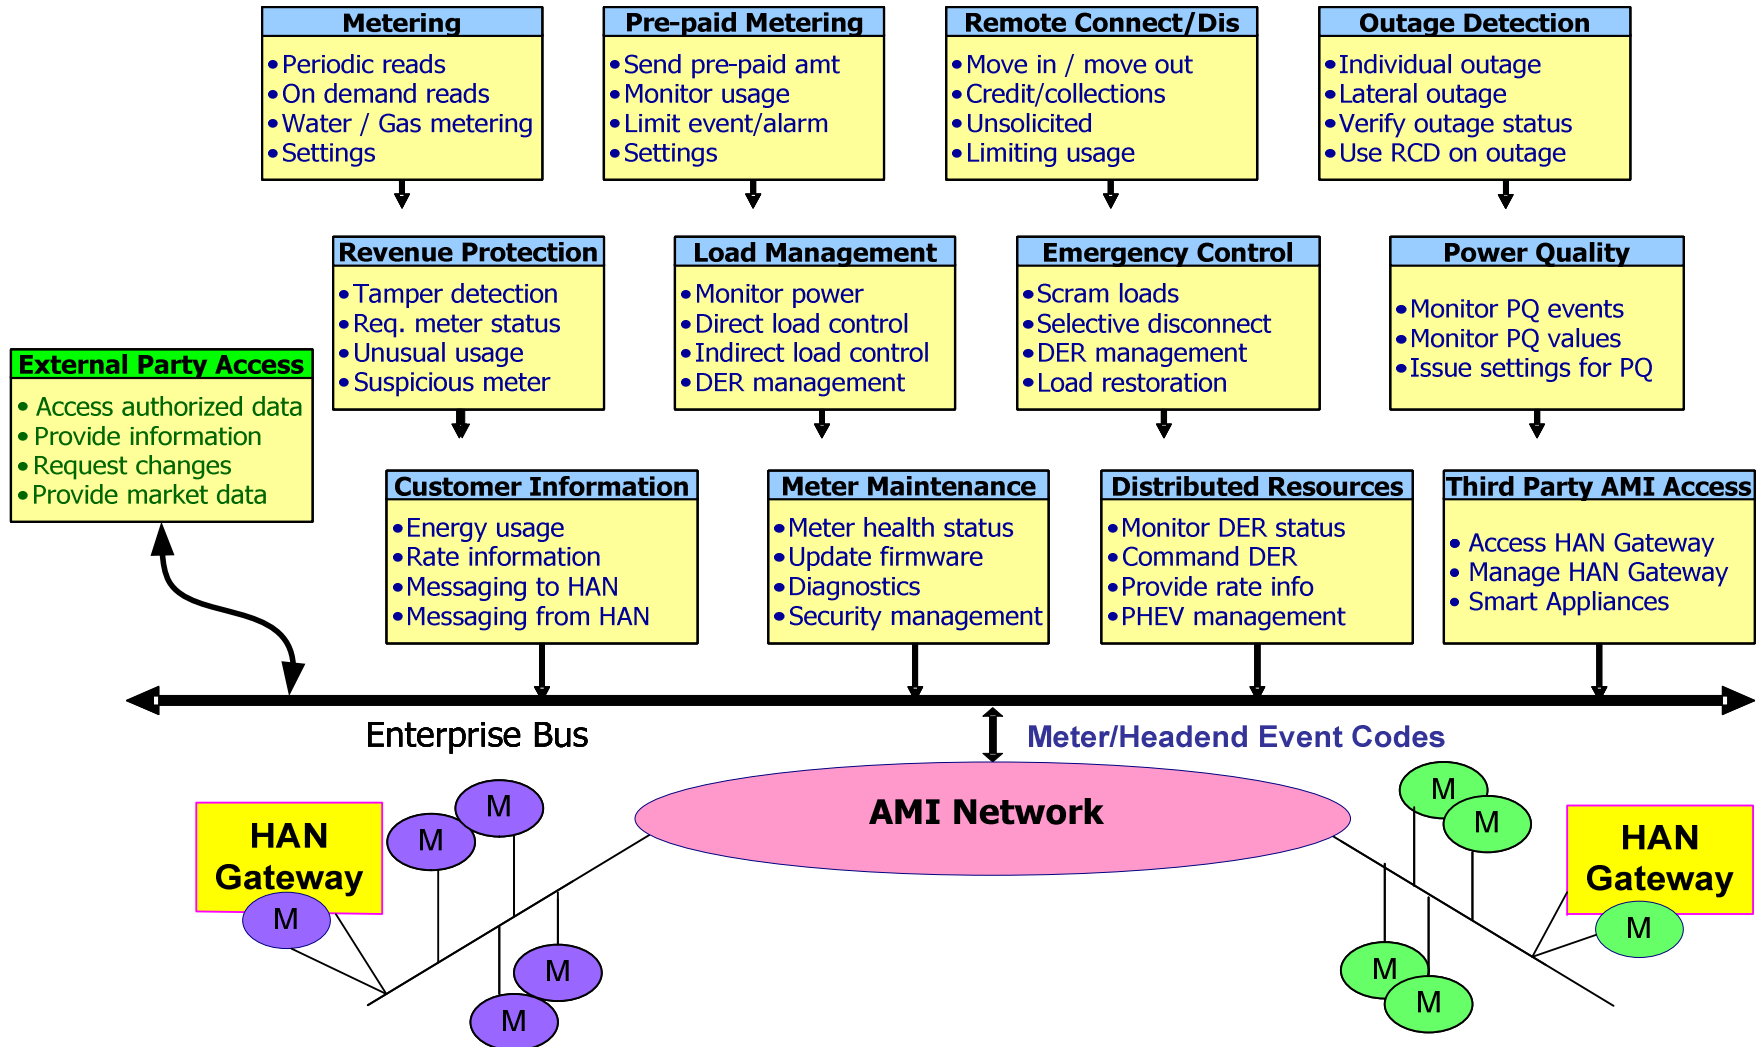 Metering
• Periodic reads
• On demand reads
• Water / Gas metering
• Settings
Pre-paid Metering
• Send pre-paid amt
• Monitor usage
• Limit event/alarm
• Settings
Remote Connect/Dis
• Move in / move out
• Credit/collections
• Unsolicited
• Limiting usage
Outage Detection
• Individual outage
• Lateral outage
• Verify outage status
• Use RCD on outage
Revenue Protection
• Tamper detection
• Req. meter status
• Unusual usage
• Suspicious meter
Load Management
• Monitor power
• Direct load control
• Indirect load control
• DER management
Emergency Control
• Scram loads
• Selective disconnect
• DER management
• Load restoration
Power Quality
• Monitor PQ events
• Monitor PQ values
• Issue settings for PQ
External Party Access
• Access authorized data
• Provide information
• Request changes
• Provide market data
Customer Information
• Energy usage
• Rate information
• Messaging to HAN
• Messaging from HAN
Meter Maintenance
• Meter health status
• Update firmware
• Diagnostics
• Security management
Distributed Resources
• Monitor DER status
• Command DER
• Provide rate info
• PHEV management
Third Party AMI Access
• Access HAN Gateway
• Manage HAN Gateway
• Smart Appliances
Enterprise Bus
Meter/Headend Event Codes
AMI Network
HAN
Gateway
M
M
M
M
M
M
M
M
M
HAN
Gateway
M